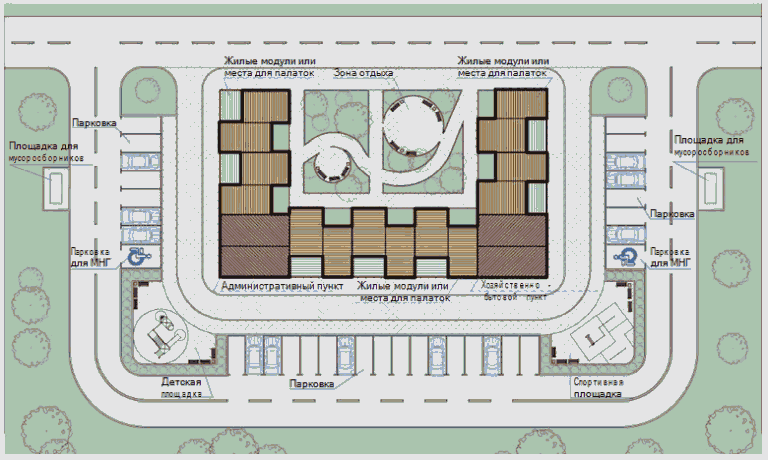 Жилые модули или
места для палаток
Зона отдыха
Жилые модули или
места для палаток
Парковка
Площадка для
мусоросборников
Площадка для
мусоросборников
Парковка
Парковка
для МНГ
Парковка
для МНГ
Административный пункт
Жилые модули или
места для палаток
Хозяйственно -
бытовой пункт
Детская
площадка
Парковка
Спортивная
площадка